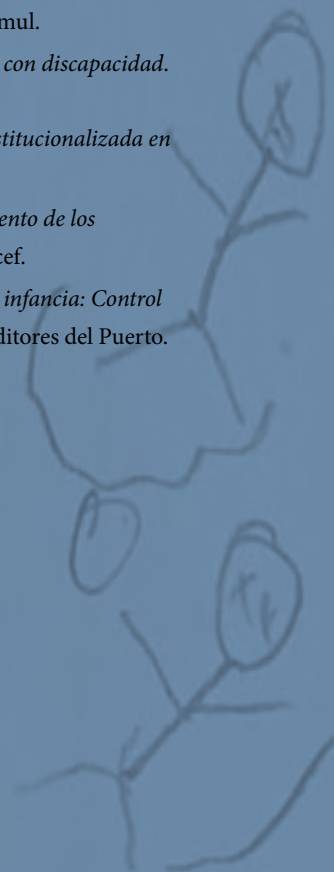 mul.
con discapacidad.
stitucionalizada en
ento de los
cef.
infancia: Control
ditores del Puerto.